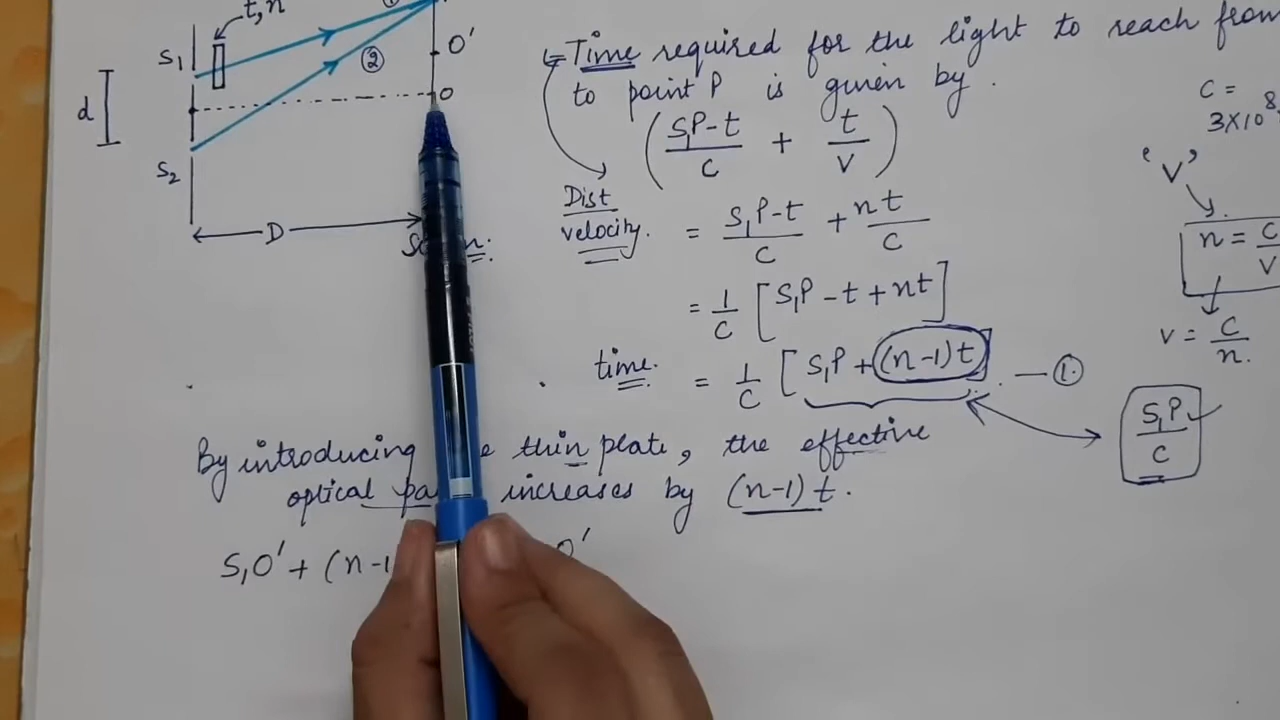 t, n
①
S₁
②
O'
O
d
S₂
D
Time required for the light to reach from
to point P is given by.
(S₁P-t/c + t/v)
Dist
velocity.
= S₁P-t/c + nt/c
= 1/c [S₁P - t + nt]
time. = 1/c [S₁P + (n-1)t]. — ①.
C =
3×10⁸
'v'
n = c/v
v = c/n.
S₁P/c
By introducing thin plate, the effective
optical increases by (n-1) t.
S₁O' + (n-1 O'